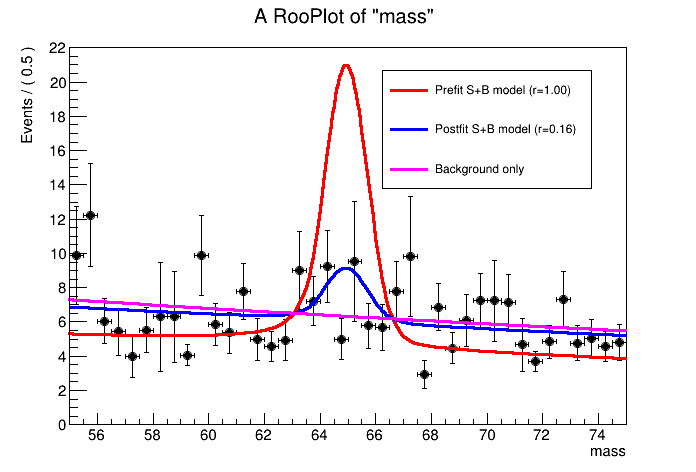 A RooPlot of "mass"
Events / ( 0.5 )
22
20
18
16
14
12
10
8
6
4
2
0
Prefit S+B model (r=1.00)
Postfit S+B model (r=0.16)
Background only
56 58 60 62 64 66 68 70 72 74
mass